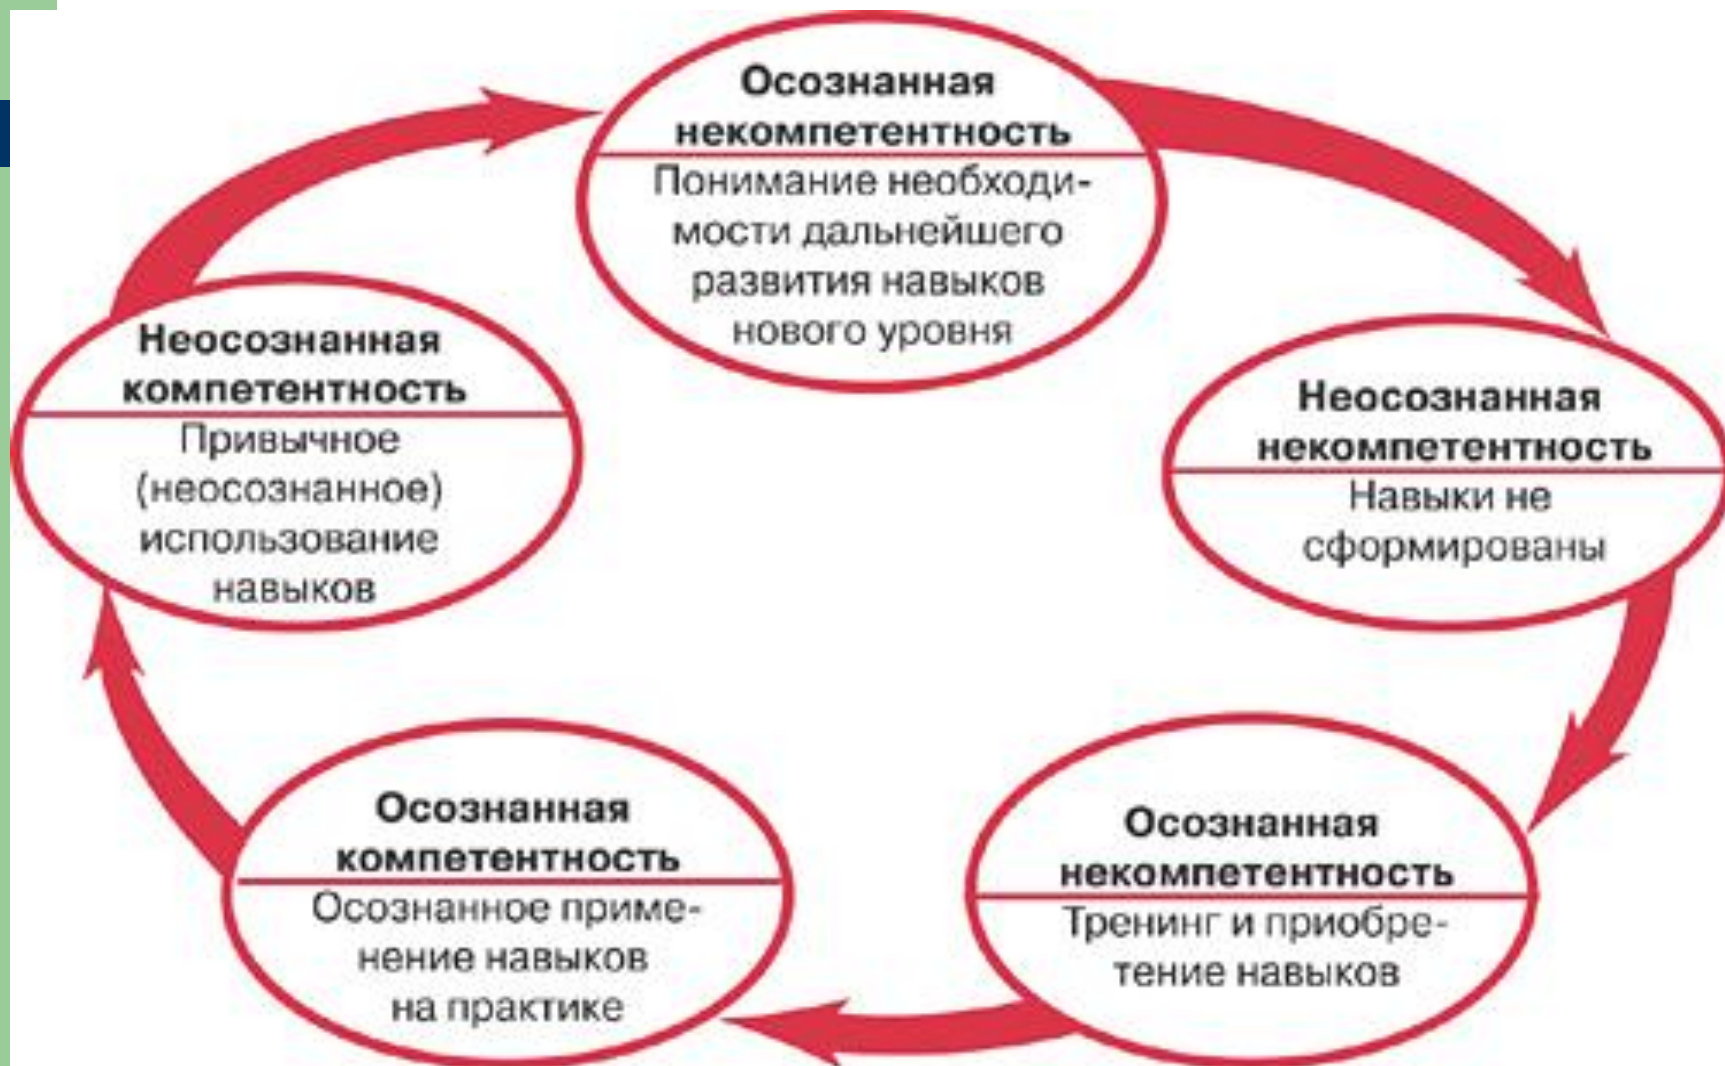 Осознанная
некомпетентность
Понимание необходи-
мости дальнейшего
развития навыков
нового уровня
Неосознанная
некомпетентность
Навыки не
сформированы
Осознанная
некомпетентность
Тренинг и приобре-
тение навыков
Осознанная
компетентность
Осознанное приме-
нение навыков
на практике
Неосознанная
компетентность
Привычное
(неосознанное)
использование
навыков